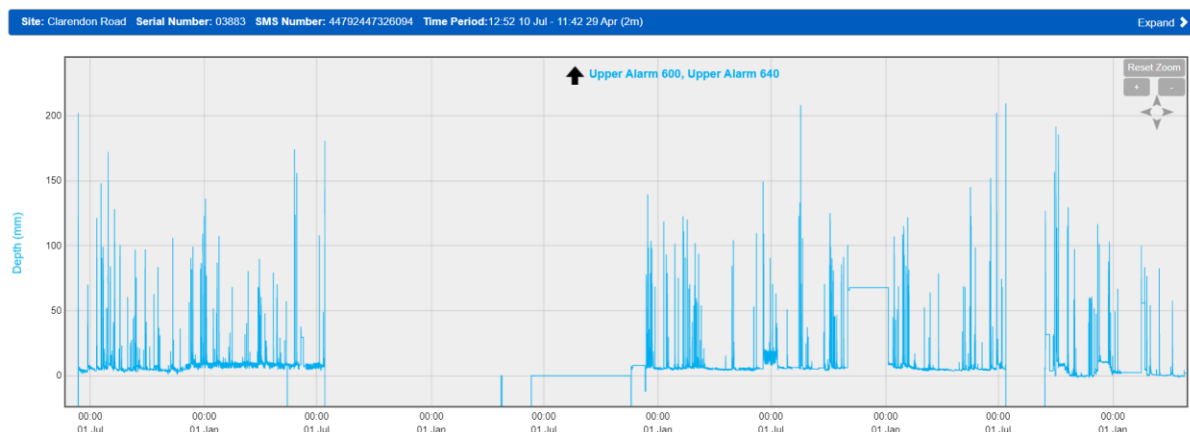 Site: Clarendon Road Serial Number: 03883 SMS Number: 44792447326094 Time Period:12:52 10 Jul - 11:42 29 Apr (2m)
Expand
Upper Alarm 600, Upper Alarm 640
Reset Zoom
+ -
200
150
100
50
0
Depth (mm)
00:00 00:00 00:00 00:00 00:00 00:00 00:00 00:00 00:00 00:00
01 Jul 01 Jan 01 Jul 01 Jan 01 Jul 01 Jan 01 Jul 01 Jan 01 Jul 01 Jan